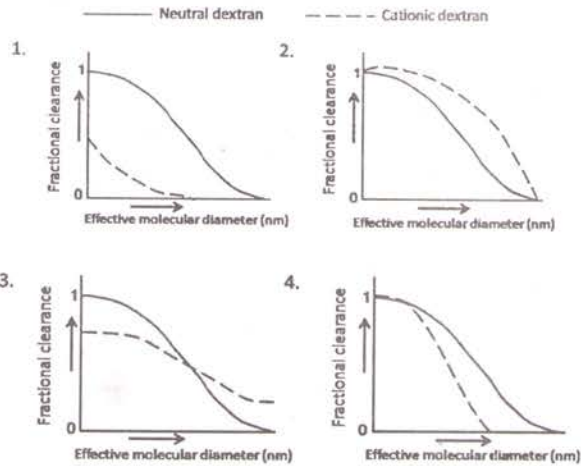 Neutral dextran
Cationic dextran
1.
1
Fractional clearance
0
Effective molecular diameter (nm)
2.
1
Fractional clearance
0
Effective molecular diameter (nm)
3.
1
Fractional clearance
0
Effective molecular diameter (nm)
4.
1
Fractional clearance
0
Effective molecular diameter (nm)